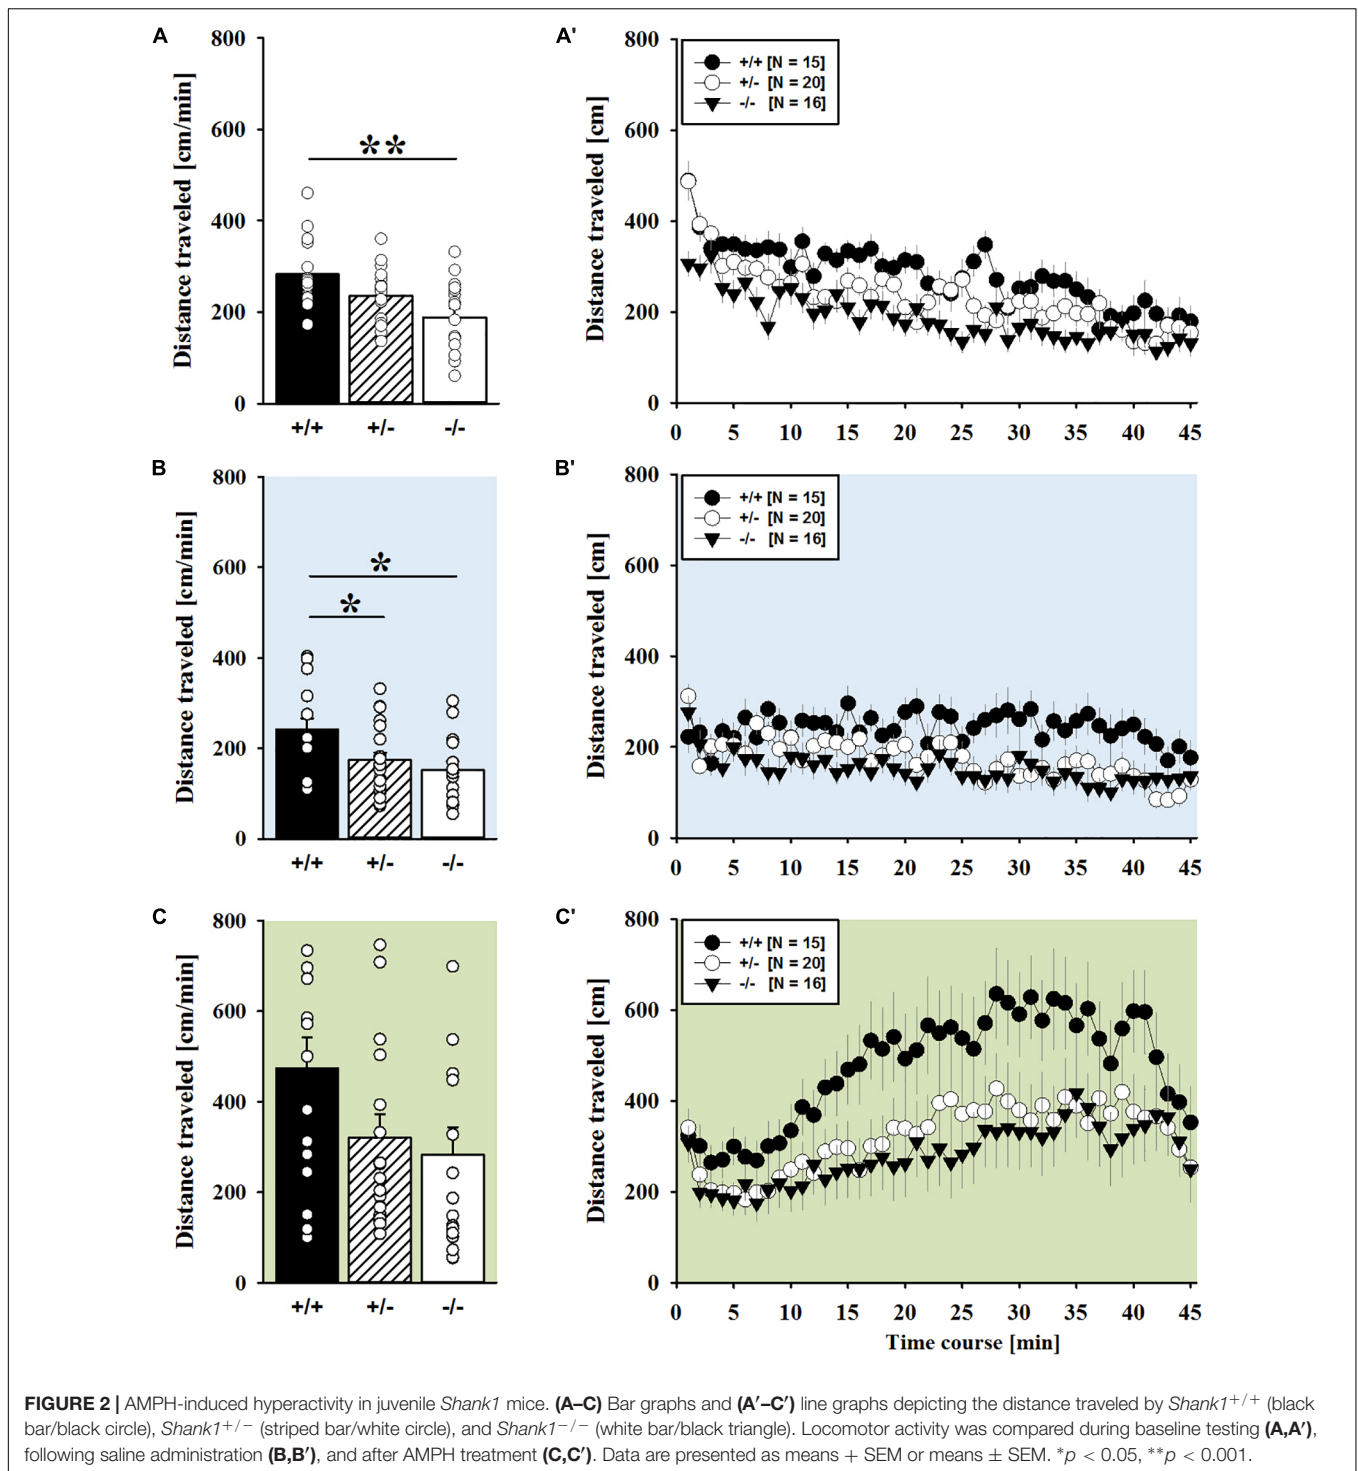 A
Distance traveled [cm/min]
800
600
400
200
0
**
+/+ +/- -/-
A'
Distance traveled [cm]
800
600
400
200
0
+/+ [N = 15]
+/- [N = 20]
-/- [N = 16]
0 5 10 15 20 25 30 35 40 45
B
Distance traveled [cm/min]
800
600
400
200
0
*
*
+/+ +/- -/-
B'
Distance traveled [cm]
800
600
400
200
0
+/+ [N = 15]
+/- [N = 20]
-/- [N = 16]
0 5 10 15 20 25 30 35 40 45
C
Distance traveled [cm/min]
800
600
400
200
0
+/+ +/- -/-
C'
Distance traveled [cm]
800
600
400
200
0
+/+ [N = 15]
+/- [N = 20]
-/- [N = 16]
0 5 10 15 20 25 30 35 40 45
Time course [min]
FIGURE 2 | AMPH-induced hyperactivity in juvenile Shank1 mice. (A–C) Bar graphs and (A′–C′) line graphs depicting the distance traveled by Shank1+/+ (black
bar/black circle), Shank1+/− (striped bar/white circle), and Shank1−/− (white bar/black triangle). Locomotor activity was compared during baseline testing (A,A′),
following saline administration (B,B′), and after AMPH treatment (C,C′). Data are presented as means + SEM or means ± SEM. *p < 0.05, **p < 0.001.